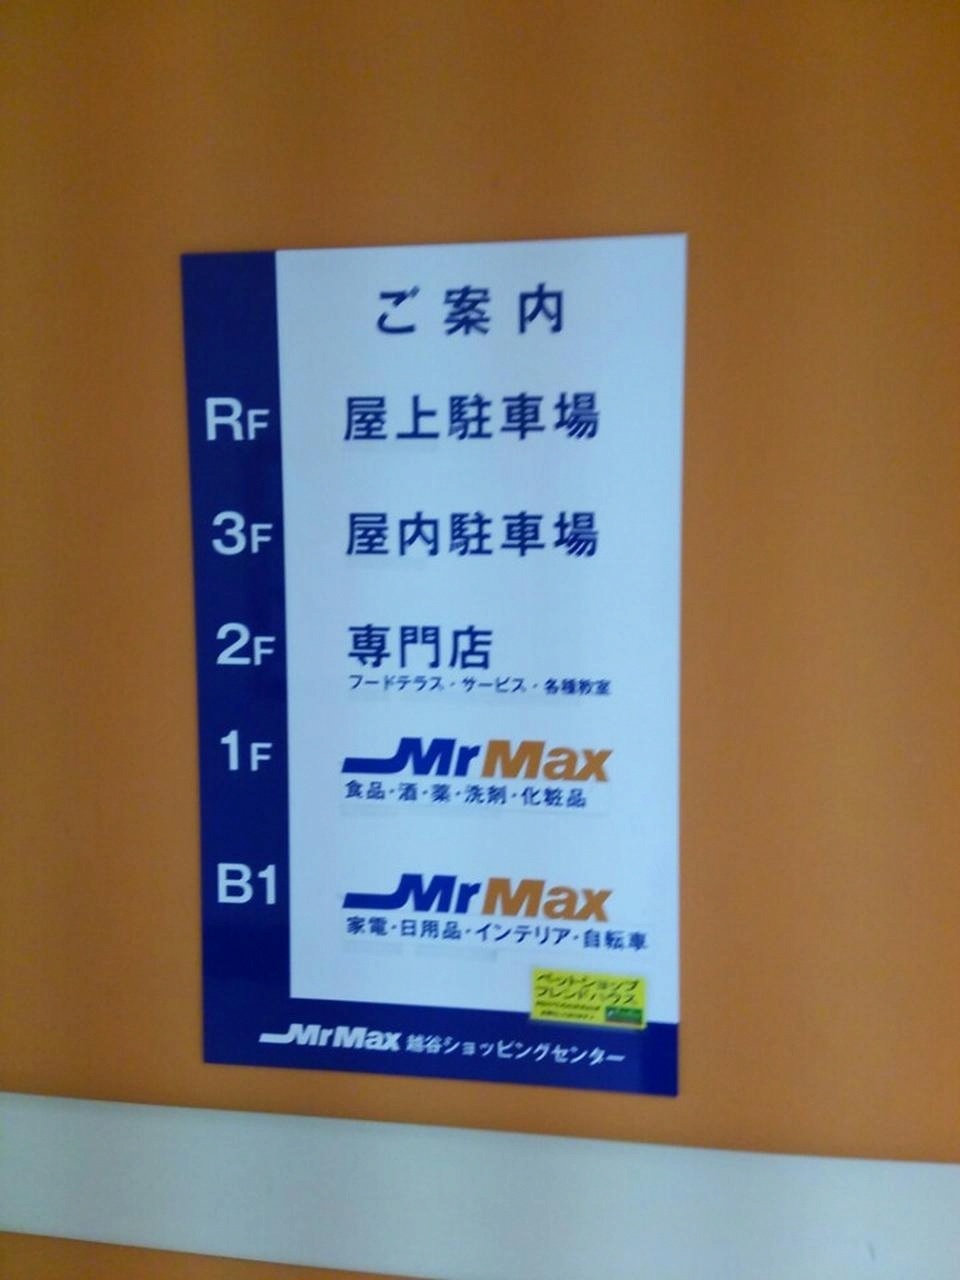 ご案内
RF 屋上駐車場
3F 屋内駐車場
2F 専門店
フードテラス・サービス・各種教室
1F MrMax
食品・酒・薬・洗剤・化粧品
B1 MrMax
家電・日用品・インテリア・自転車
ペットショップ
フレンドハウス
MrMax 越谷ショッピングセンター